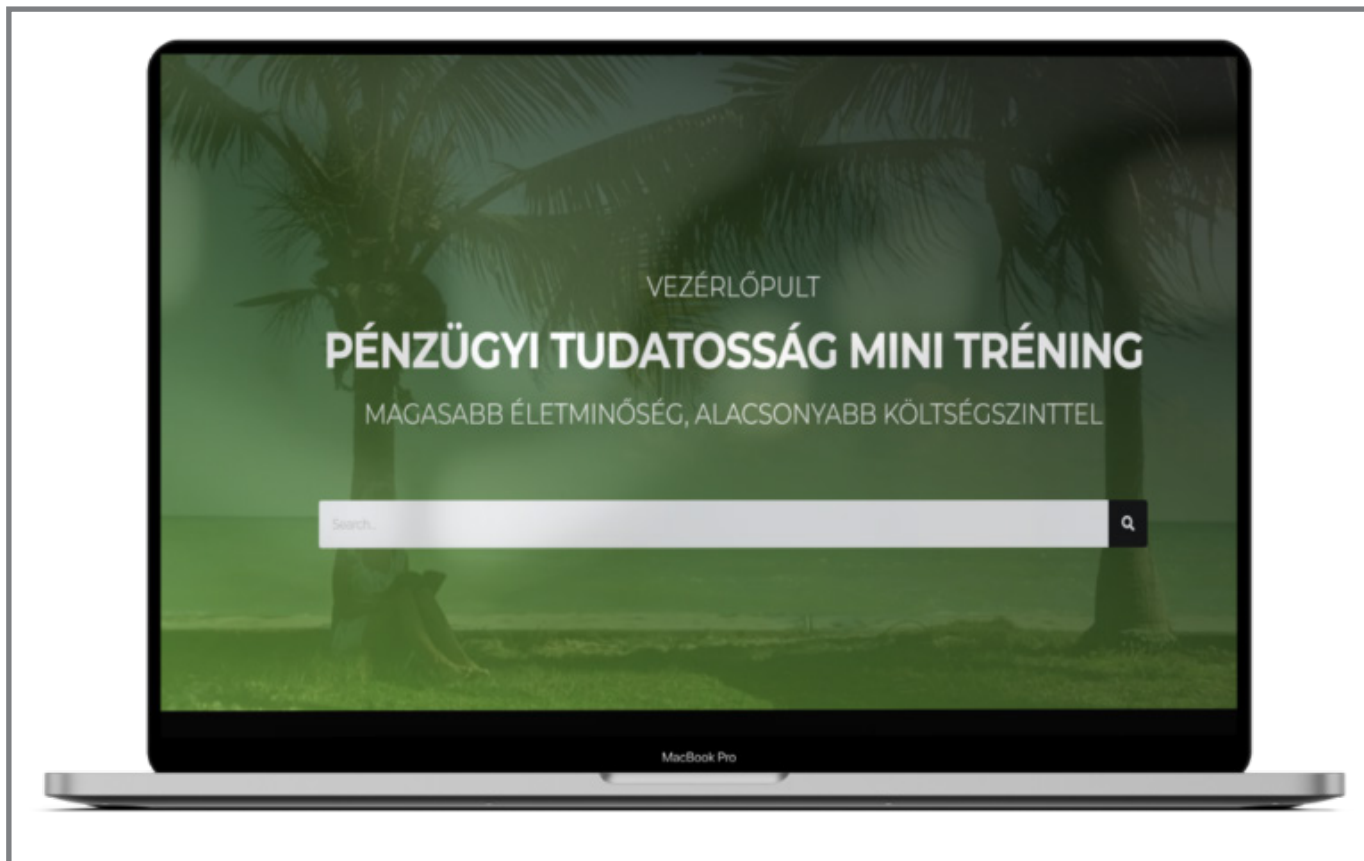 VEZÉRLŐPULT
PÉNZÜGYI TUDATOSSÁG MINI TRÉNING
MAGASABB ÉLETMINŐSÉG, ALACSONYABB KÖLTSÉGSZINTTEL
Search...
MacBook Pro